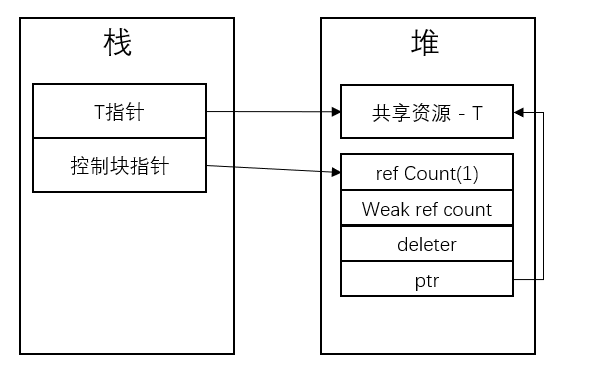 栈
T指针
控制块指针
堆
共享资源 - T
ref Count(1)
Weak ref count
deleter
ptr